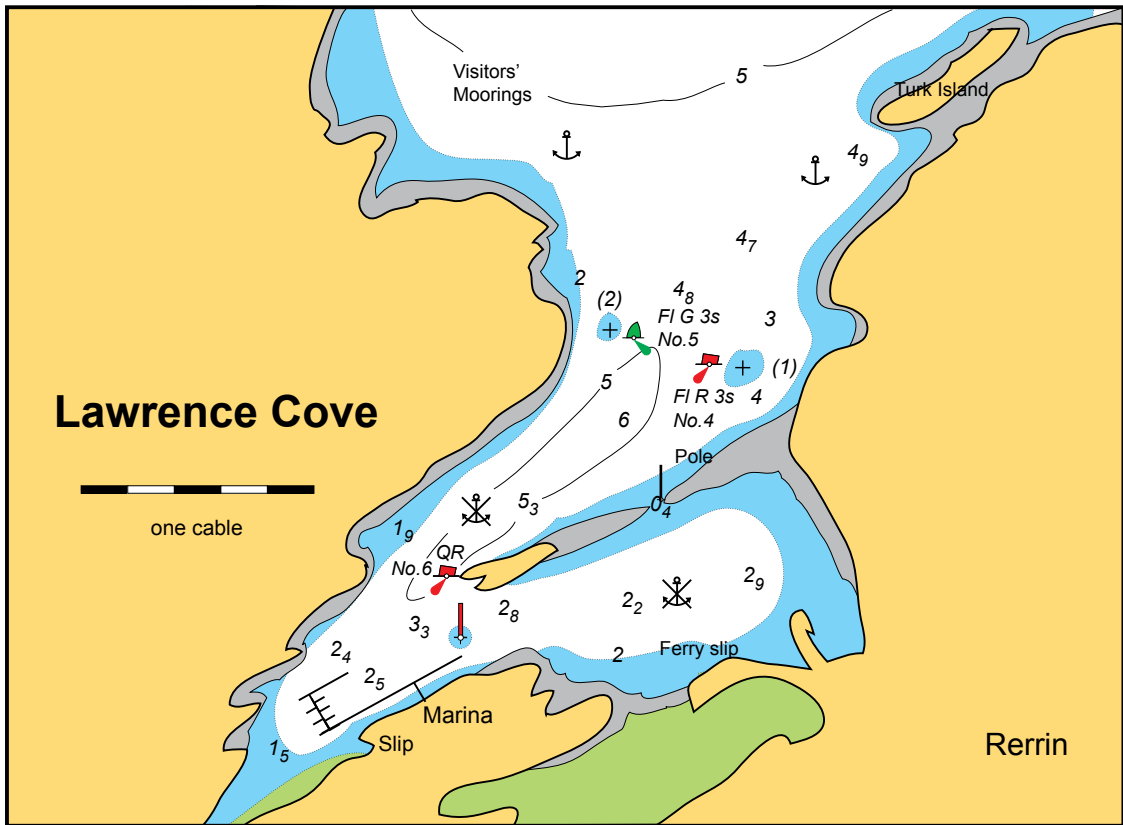 5
Visitors'
Moorings
Turk Island
4₉
4₇
2
4₈
(2)
Fl G 3s
No.5
3
(1)
5
Fl R 3s
No.4
4
6
Lawrence Cove
Pole
one cable
5₃
0₄
1₉
QR
No.6
2₉
2₈
2₂
3₃
2₄
Ferry slip
2
2₅
Marina
Slip
1₅
Rerrin